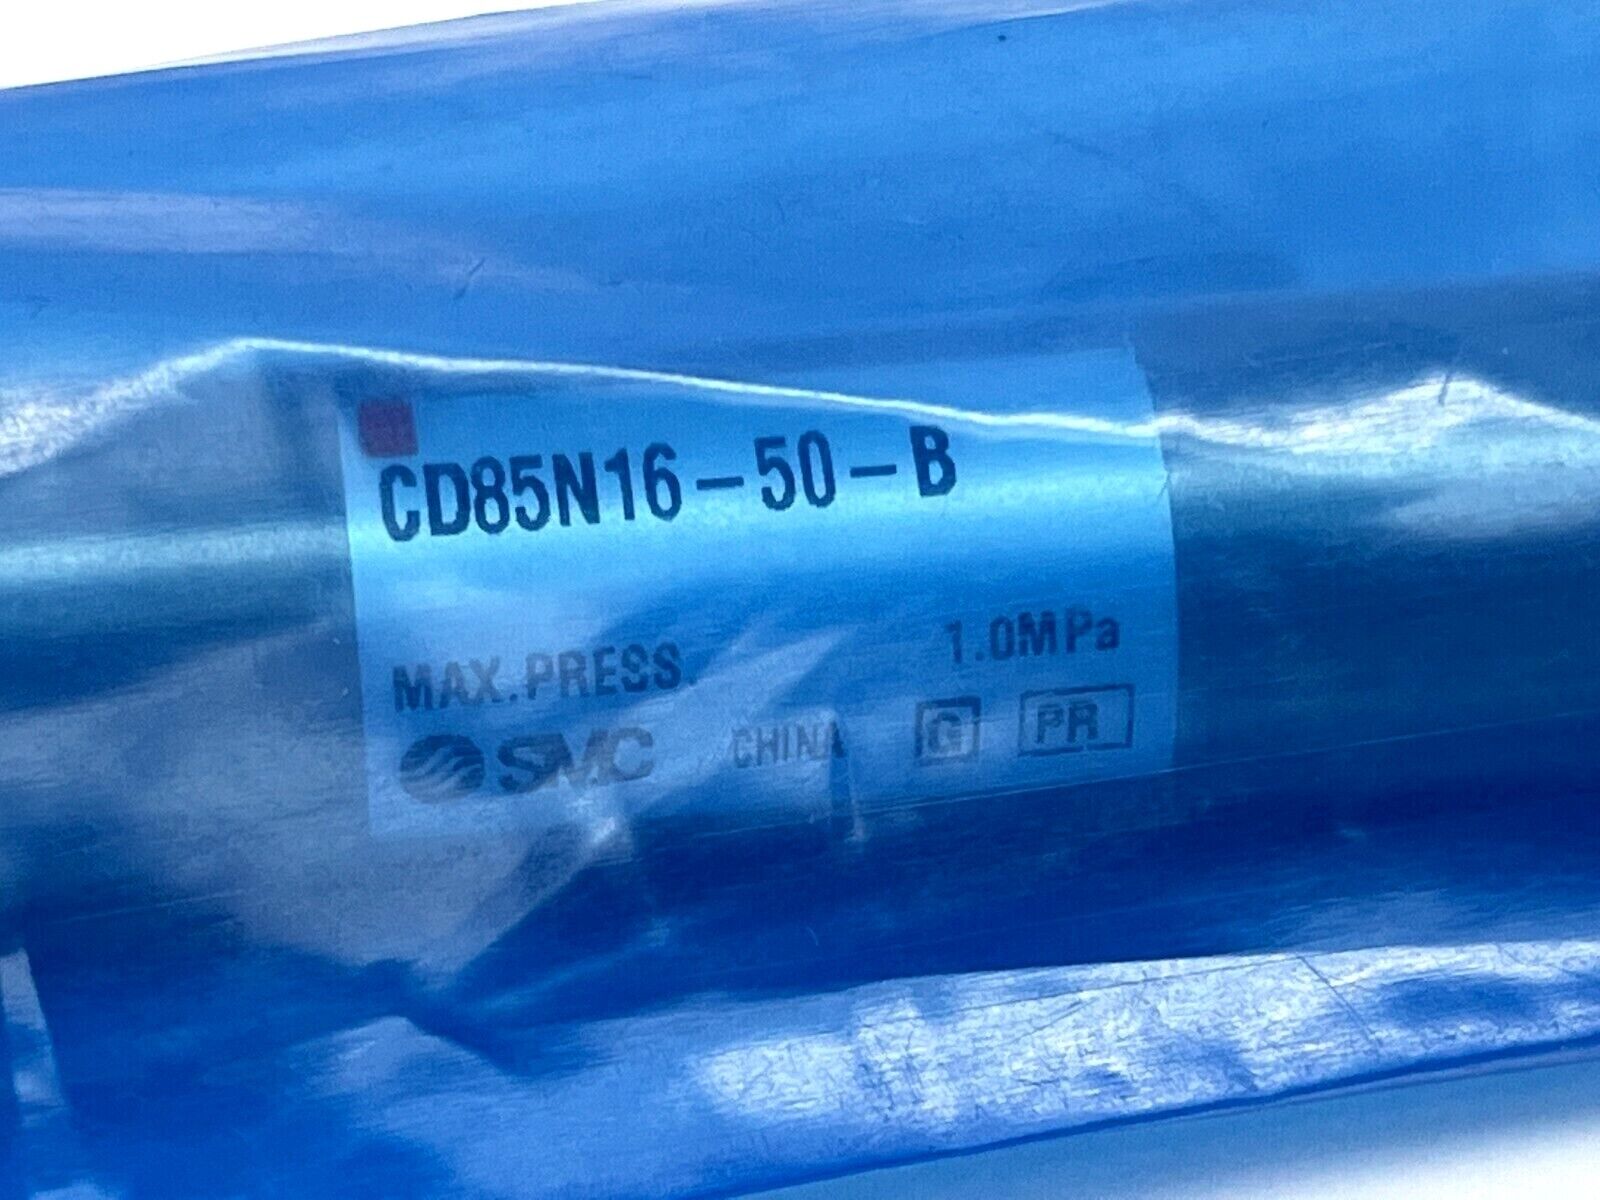 CD85N16-50-B
MAX.PRESS. 1.0MPa
SMC CHINA G PR